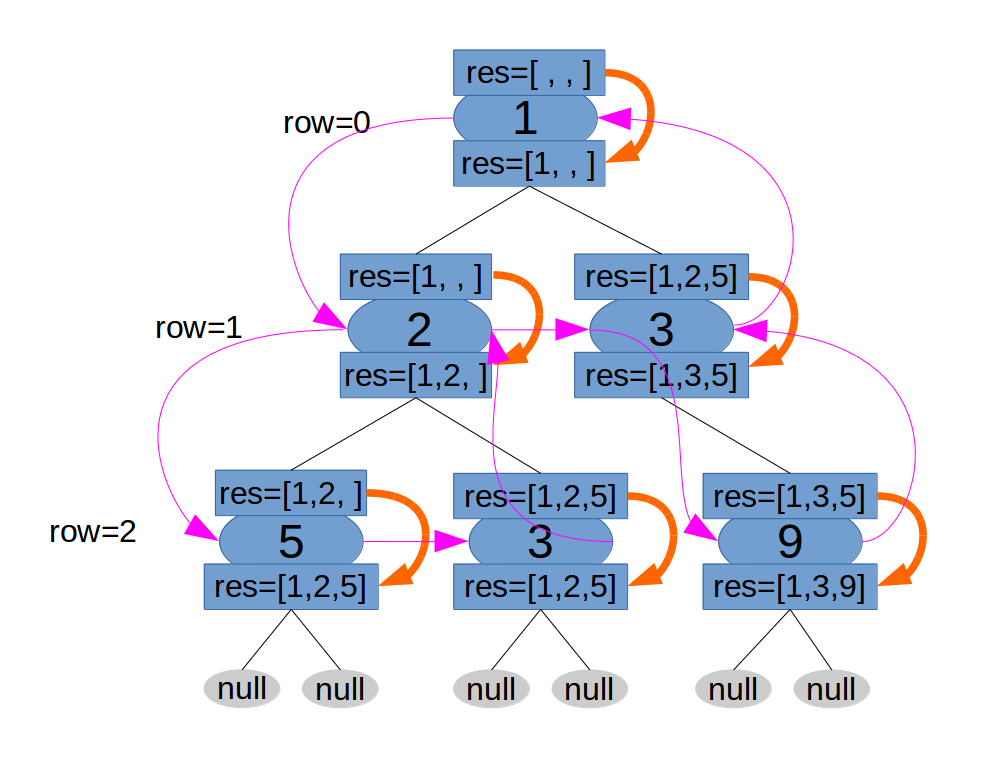 res=[ , , ]
row=0
1
res=[1, , ]
res=[1, , ]
res=[1,2,5]
row=1
2
3
res=[1,2, ]
res=[1,3,5]
res=[1,2, ]
res=[1,2,5]
res=[1,3,5]
row=2
5
3
9
res=[1,2,5]
res=[1,2,5]
res=[1,3,9]
null
null
null
null
null
null